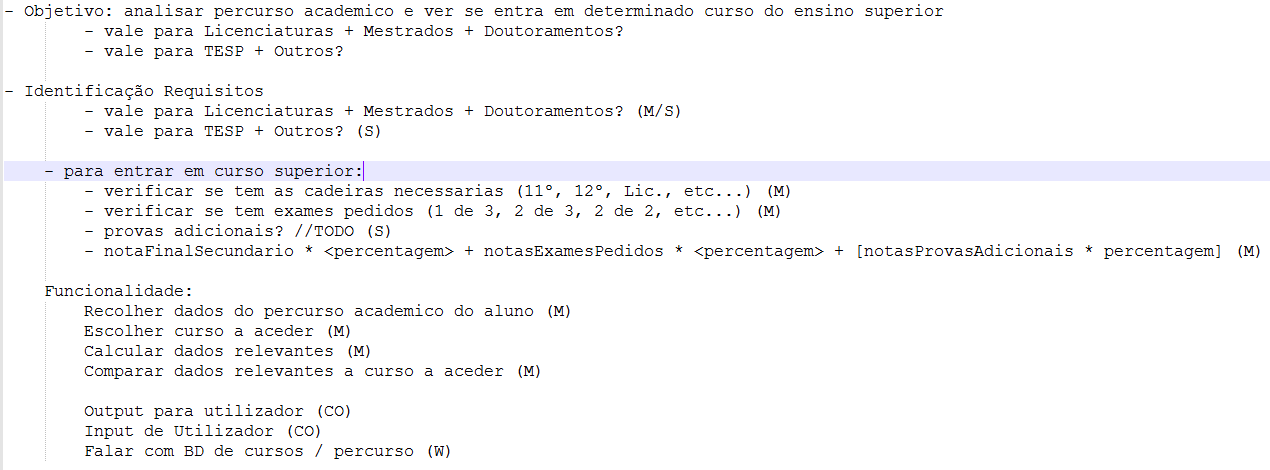 - Objetivo: analisar percurso academico e ver se entra em determinado curso do ensino superior
- vale para Licenciaturas + Mestrados + Doutoramentos?
- vale para TESP + Outros?
- Identificação Requisitos
- vale para Licenciaturas + Mestrados + Doutoramentos? (M/S)
- vale para TESP + Outros? (S)
- para entrar em curso superior:
- verificar se tem as cadeiras necessarias (11º, 12º, Lic., etc...) (M)
- verificar se tem exames pedidos (1 de 3, 2 de 3, 2 de 2, etc...) (M)
- provas adicionais? //TODO (S)
- notaFinalSecundario * <percentagem> + notasExamesPedidos * <percentagem> + [notasProvasAdicionais * percentagem] (M)
Funcionalidade:
Recolher dados do percurso academico do aluno (M)
Escolher curso a aceder (M)
Calcular dados relevantes (M)
Comparar dados relevantes a curso a aceder (M)
Output para utilizador (CO)
Input de Utilizador (CO)
Falar com BD de cursos / percurso (W)